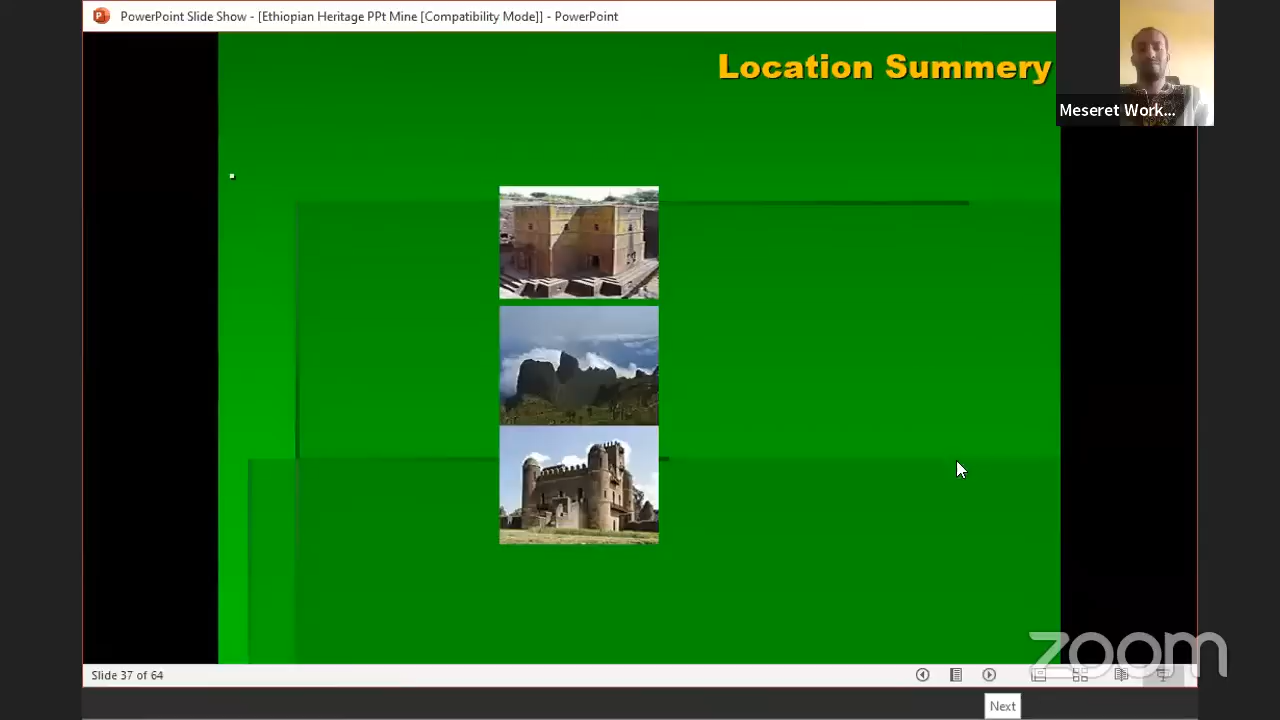 PowerPoint Slide Show - [Ethiopian Heritage PPt Mine [Compatibility Mode]] - PowerPoint
Location Summery
Meseret Work...
Slide 37 of 64
zoom
Next